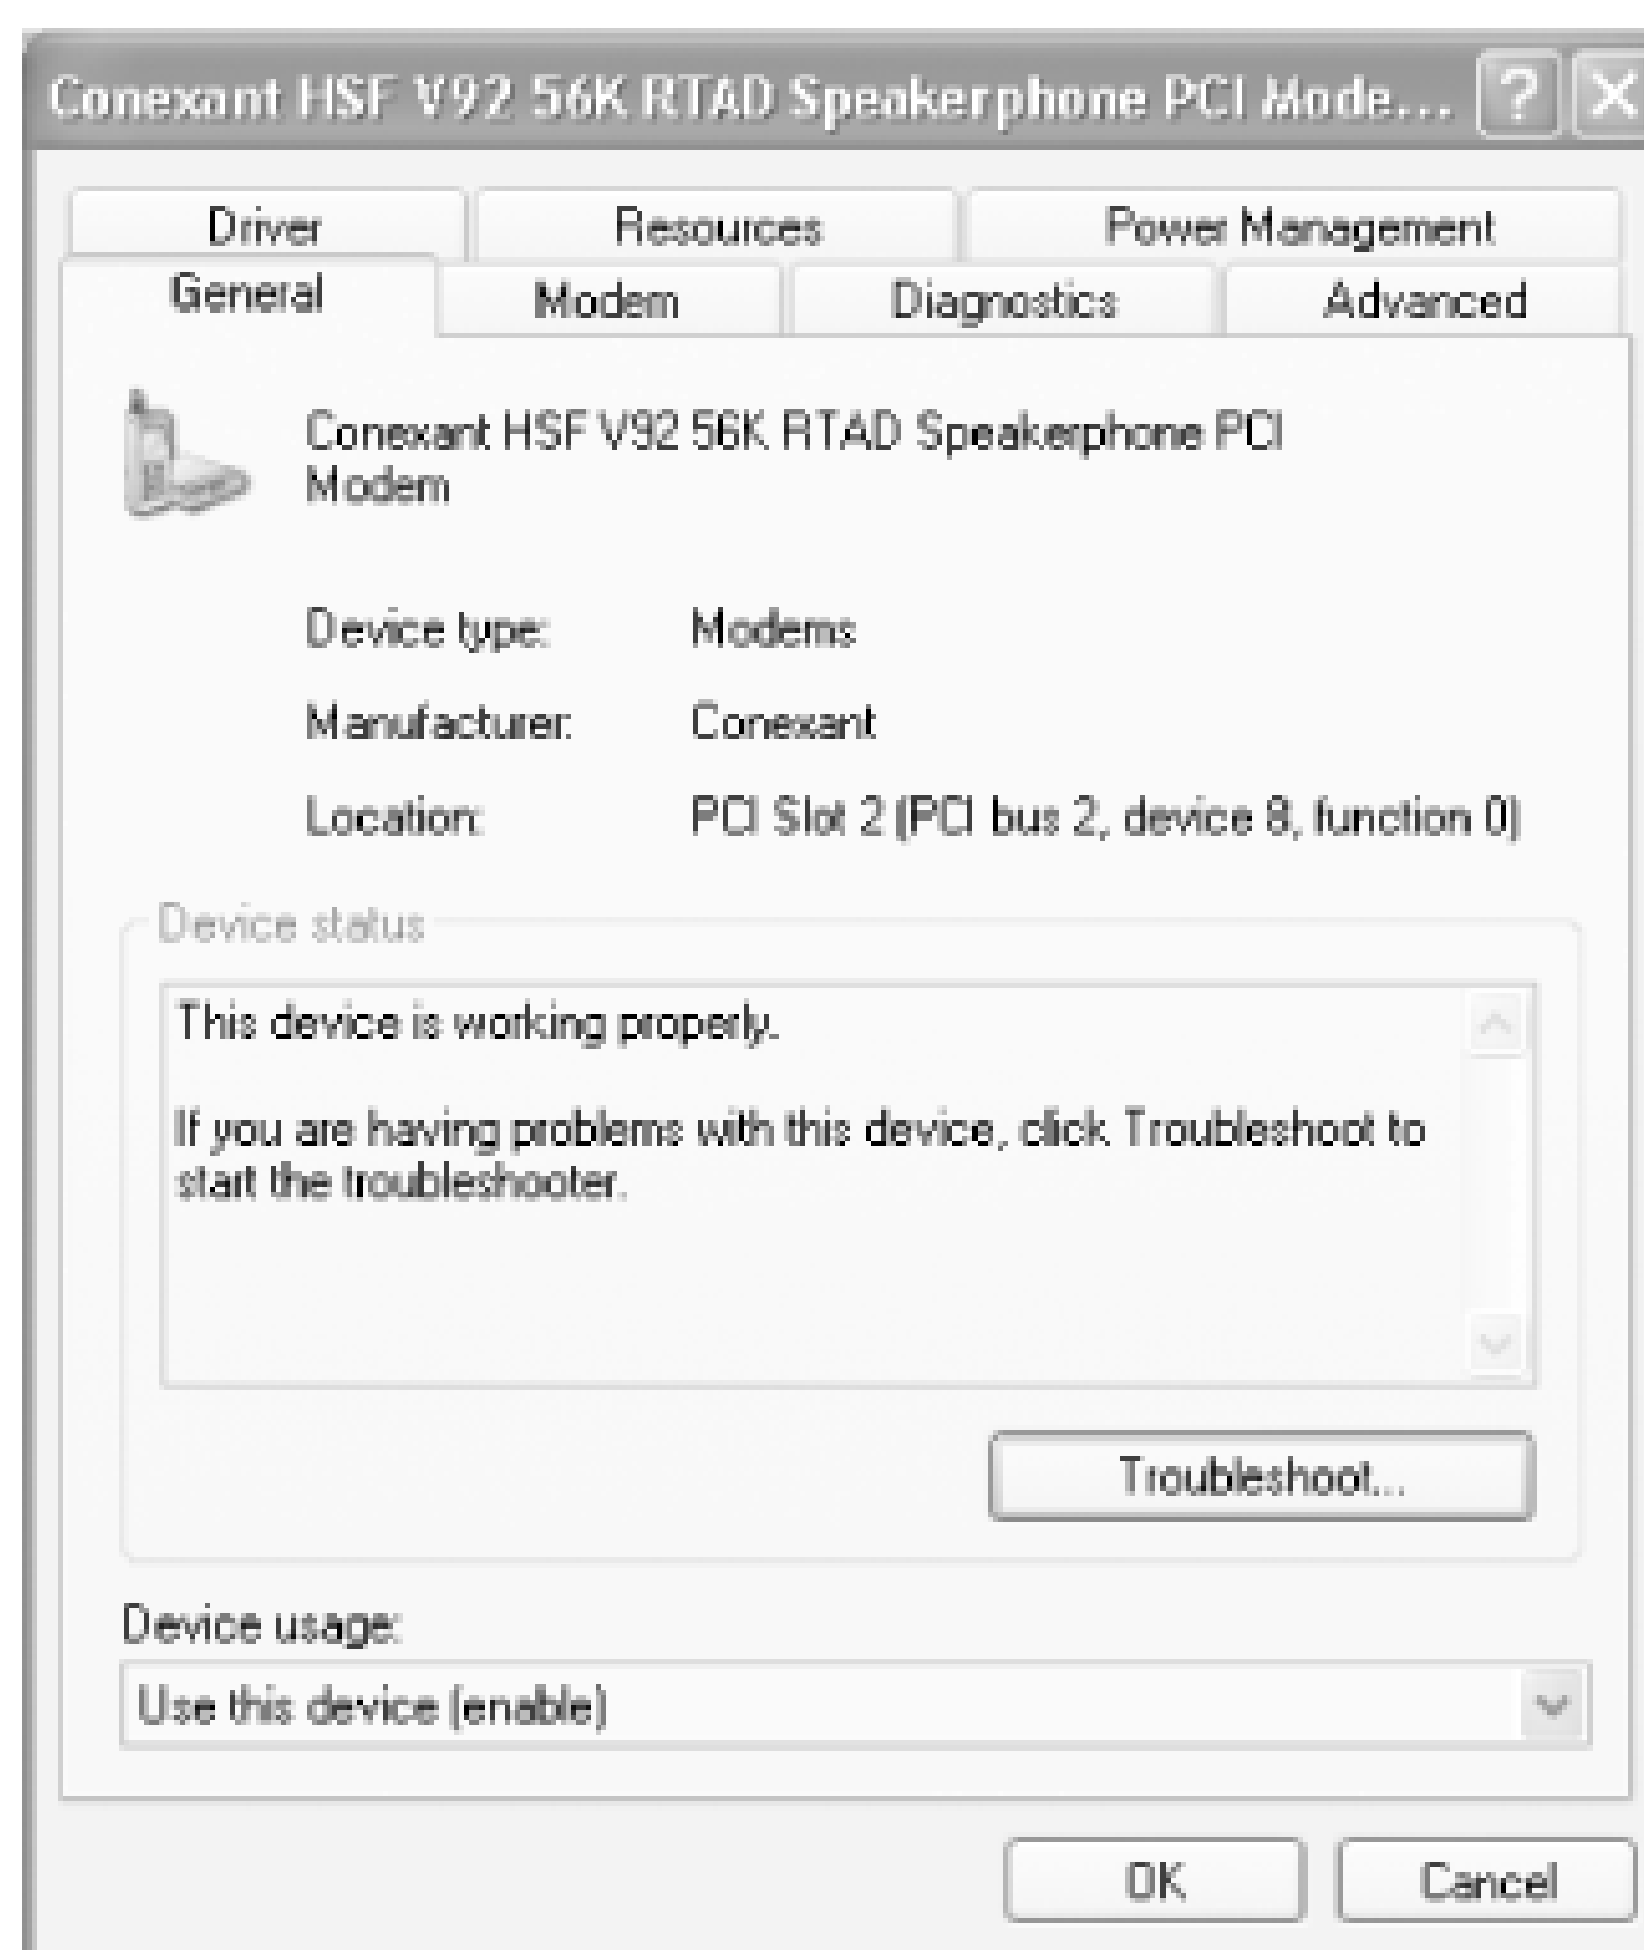 Conexant HSF V92 56K RTAD Speakerphone PCI Mode...
Driver Resources Power Management
General Modem Diagnostics Advanced
Conexant HSF V92 56K RTAD Speakerphone PCI
Modem
Device type: Modems
Manufacturer: Conexant
Location: PCI Slot 2 (PCI bus 2, device 8, function 0)
Device status
This device is working properly.
If you are having problems with this device, click Troubleshoot to
start the troubleshooter.
Troubleshoot...
Device usage:
Use this device (enable)
OK Cancel